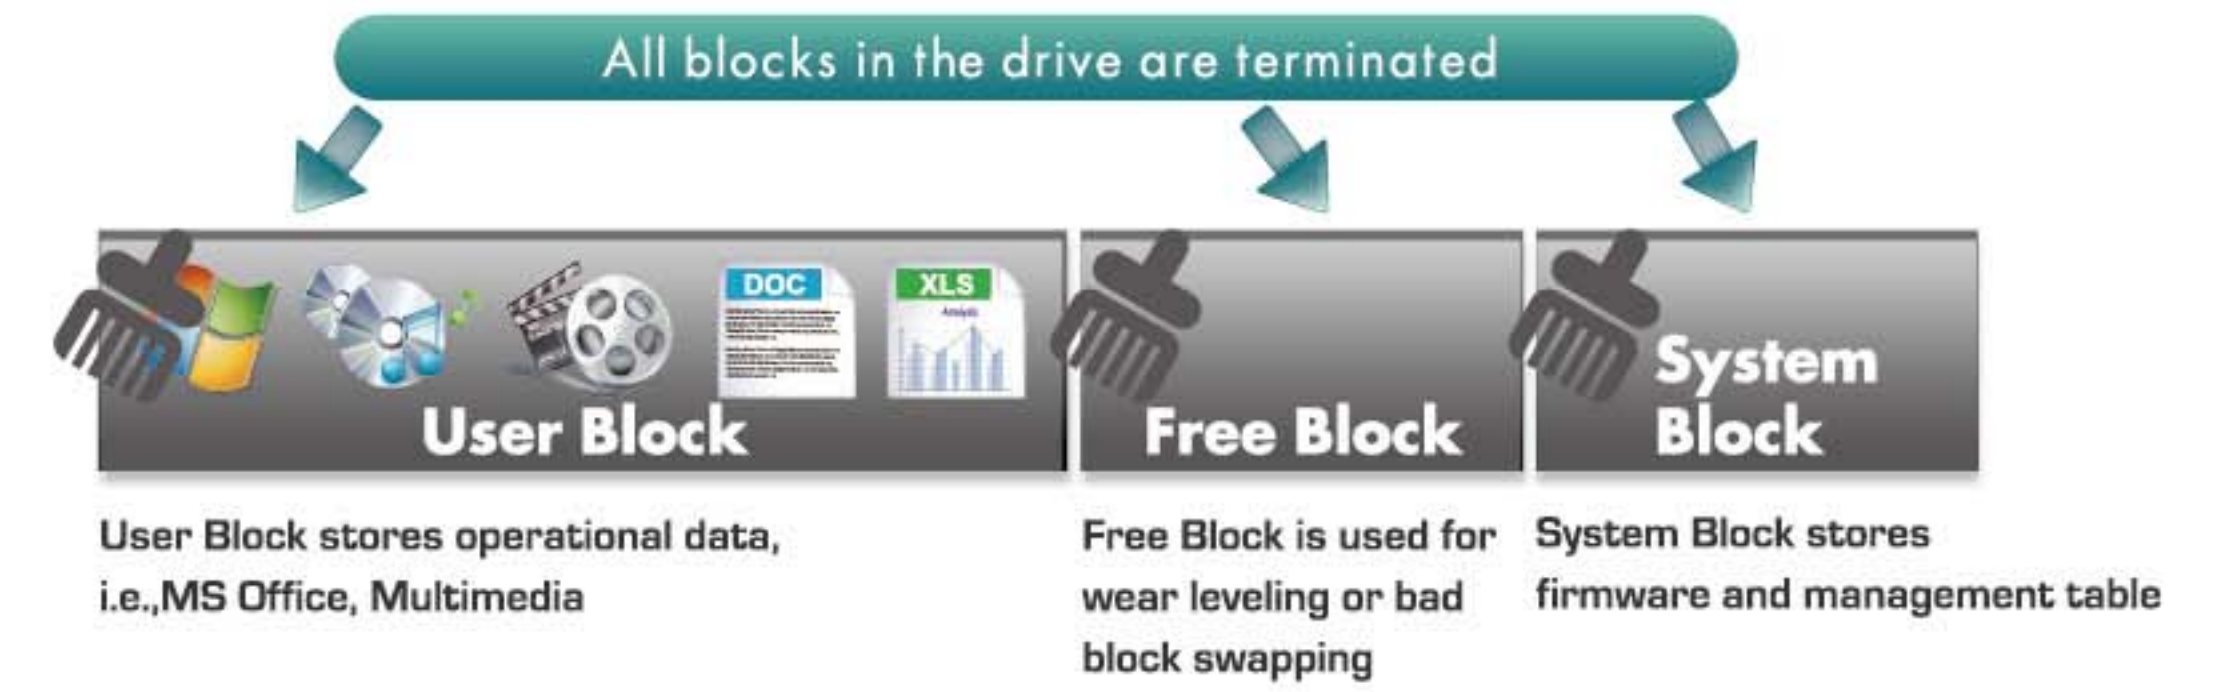 All blocks in the drive are terminated
DOC
XLS
Analysis
User Block
Free Block
System
Block
User Block stores operational data,
i.e.,MS Office, Multimedia
Free Block is used for
wear leveling or bad
block swapping
System Block stores
firmware and management table